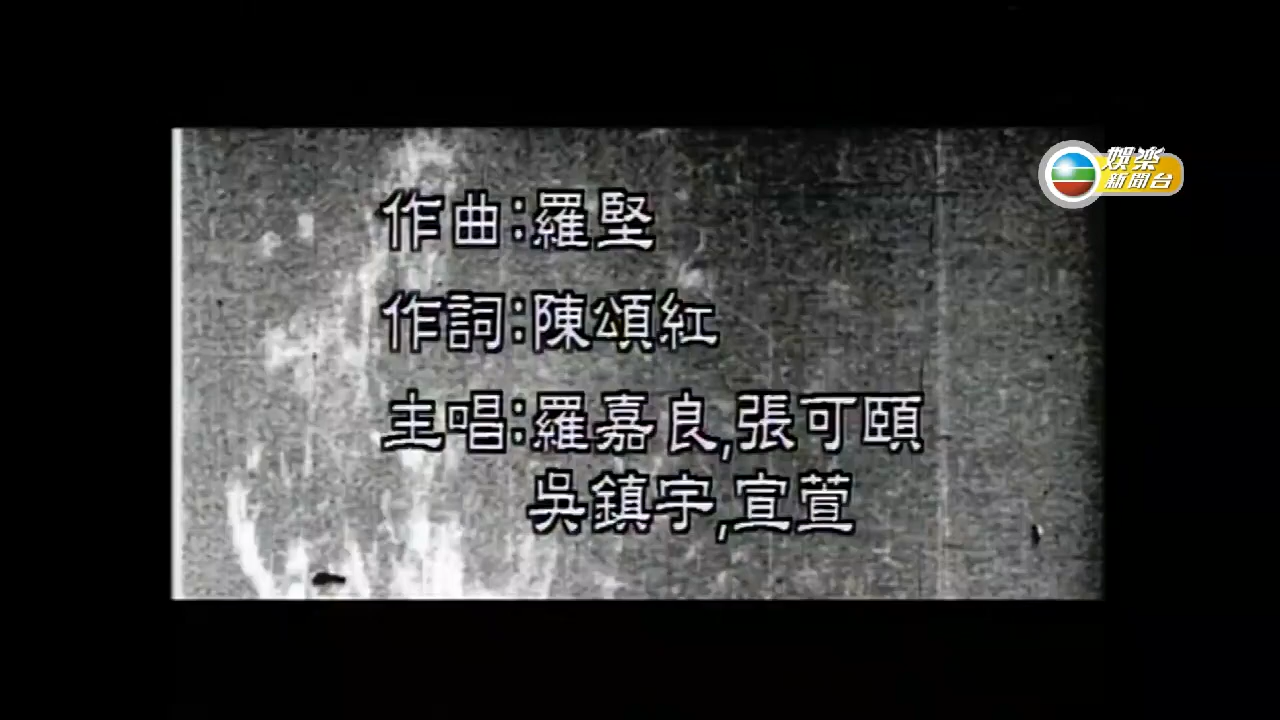 娛樂
新聞台
作曲:羅堅
作詞:陳頌紅
主唱:羅嘉良,張可頤
吳鎮宇,宣萱